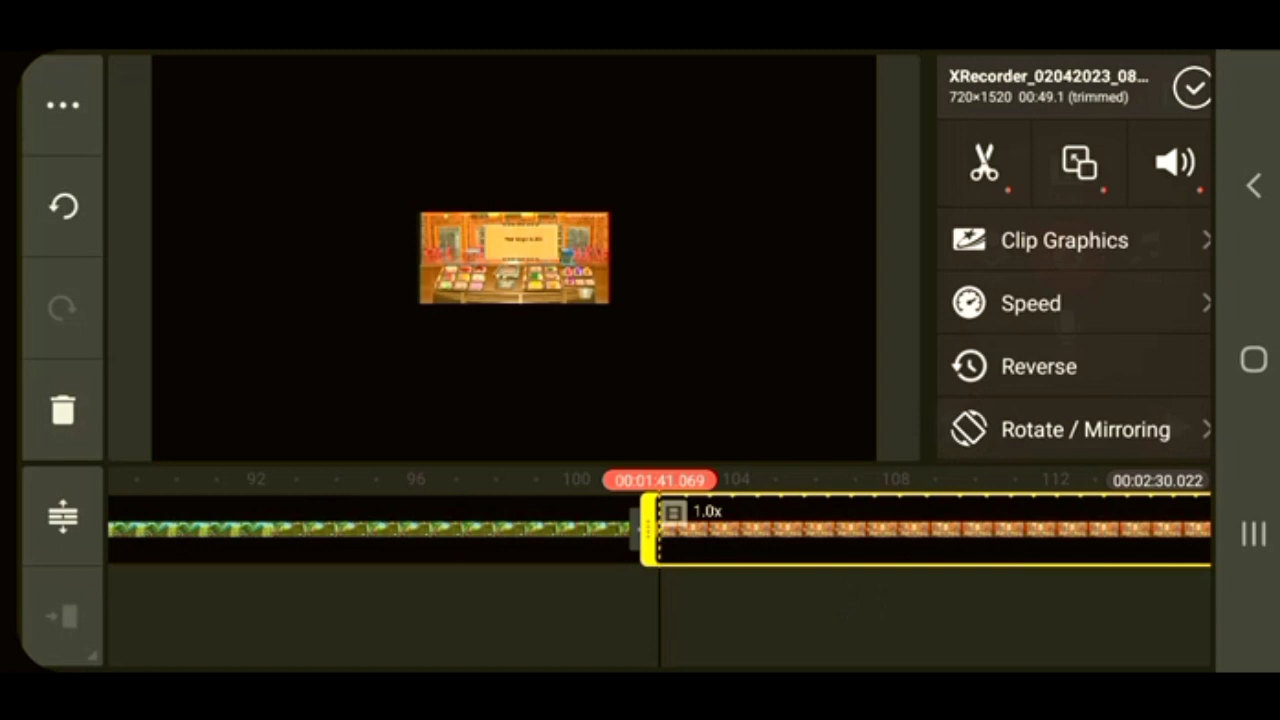 XRecorder_02042023_08...
720×1520 00:49.1 (trimmed)
Clip Graphics
Speed
Reverse
Rotate / Mirroring
92
96
100
00:01:41.069
104
108
112
00:02:30.022
1.0x